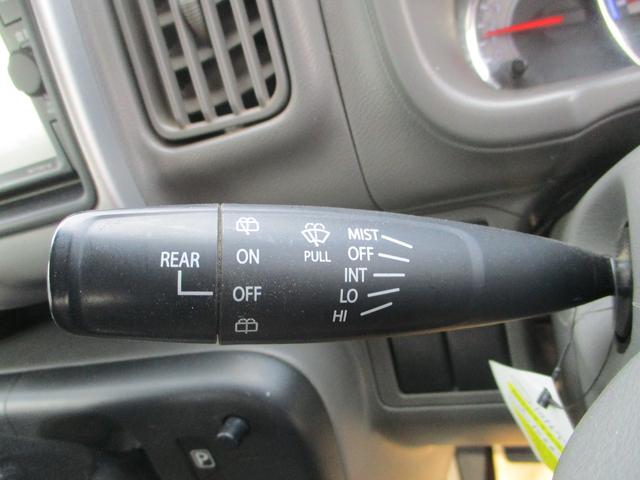 REAR
ON
OFF
PULL
MIST
OFF
INT
LO
HI
P